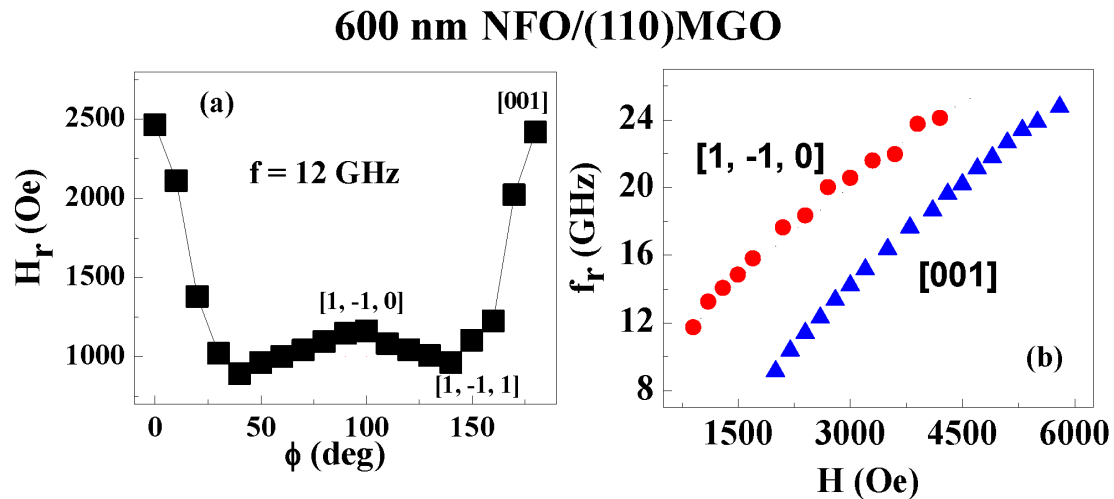 600 nm NFO/(110)MGO
(a)
[001]
f = 12 GHz
[1, -1, 0]
[1, -1, 1]
2500
2000
1500
1000
Hr (Oe)
0 50 100 150
ϕ (deg)
[1, -1, 0]
[001]
(b)
24
20
16
12
8
fr (GHz)
1500 3000 4500 6000
H (Oe)